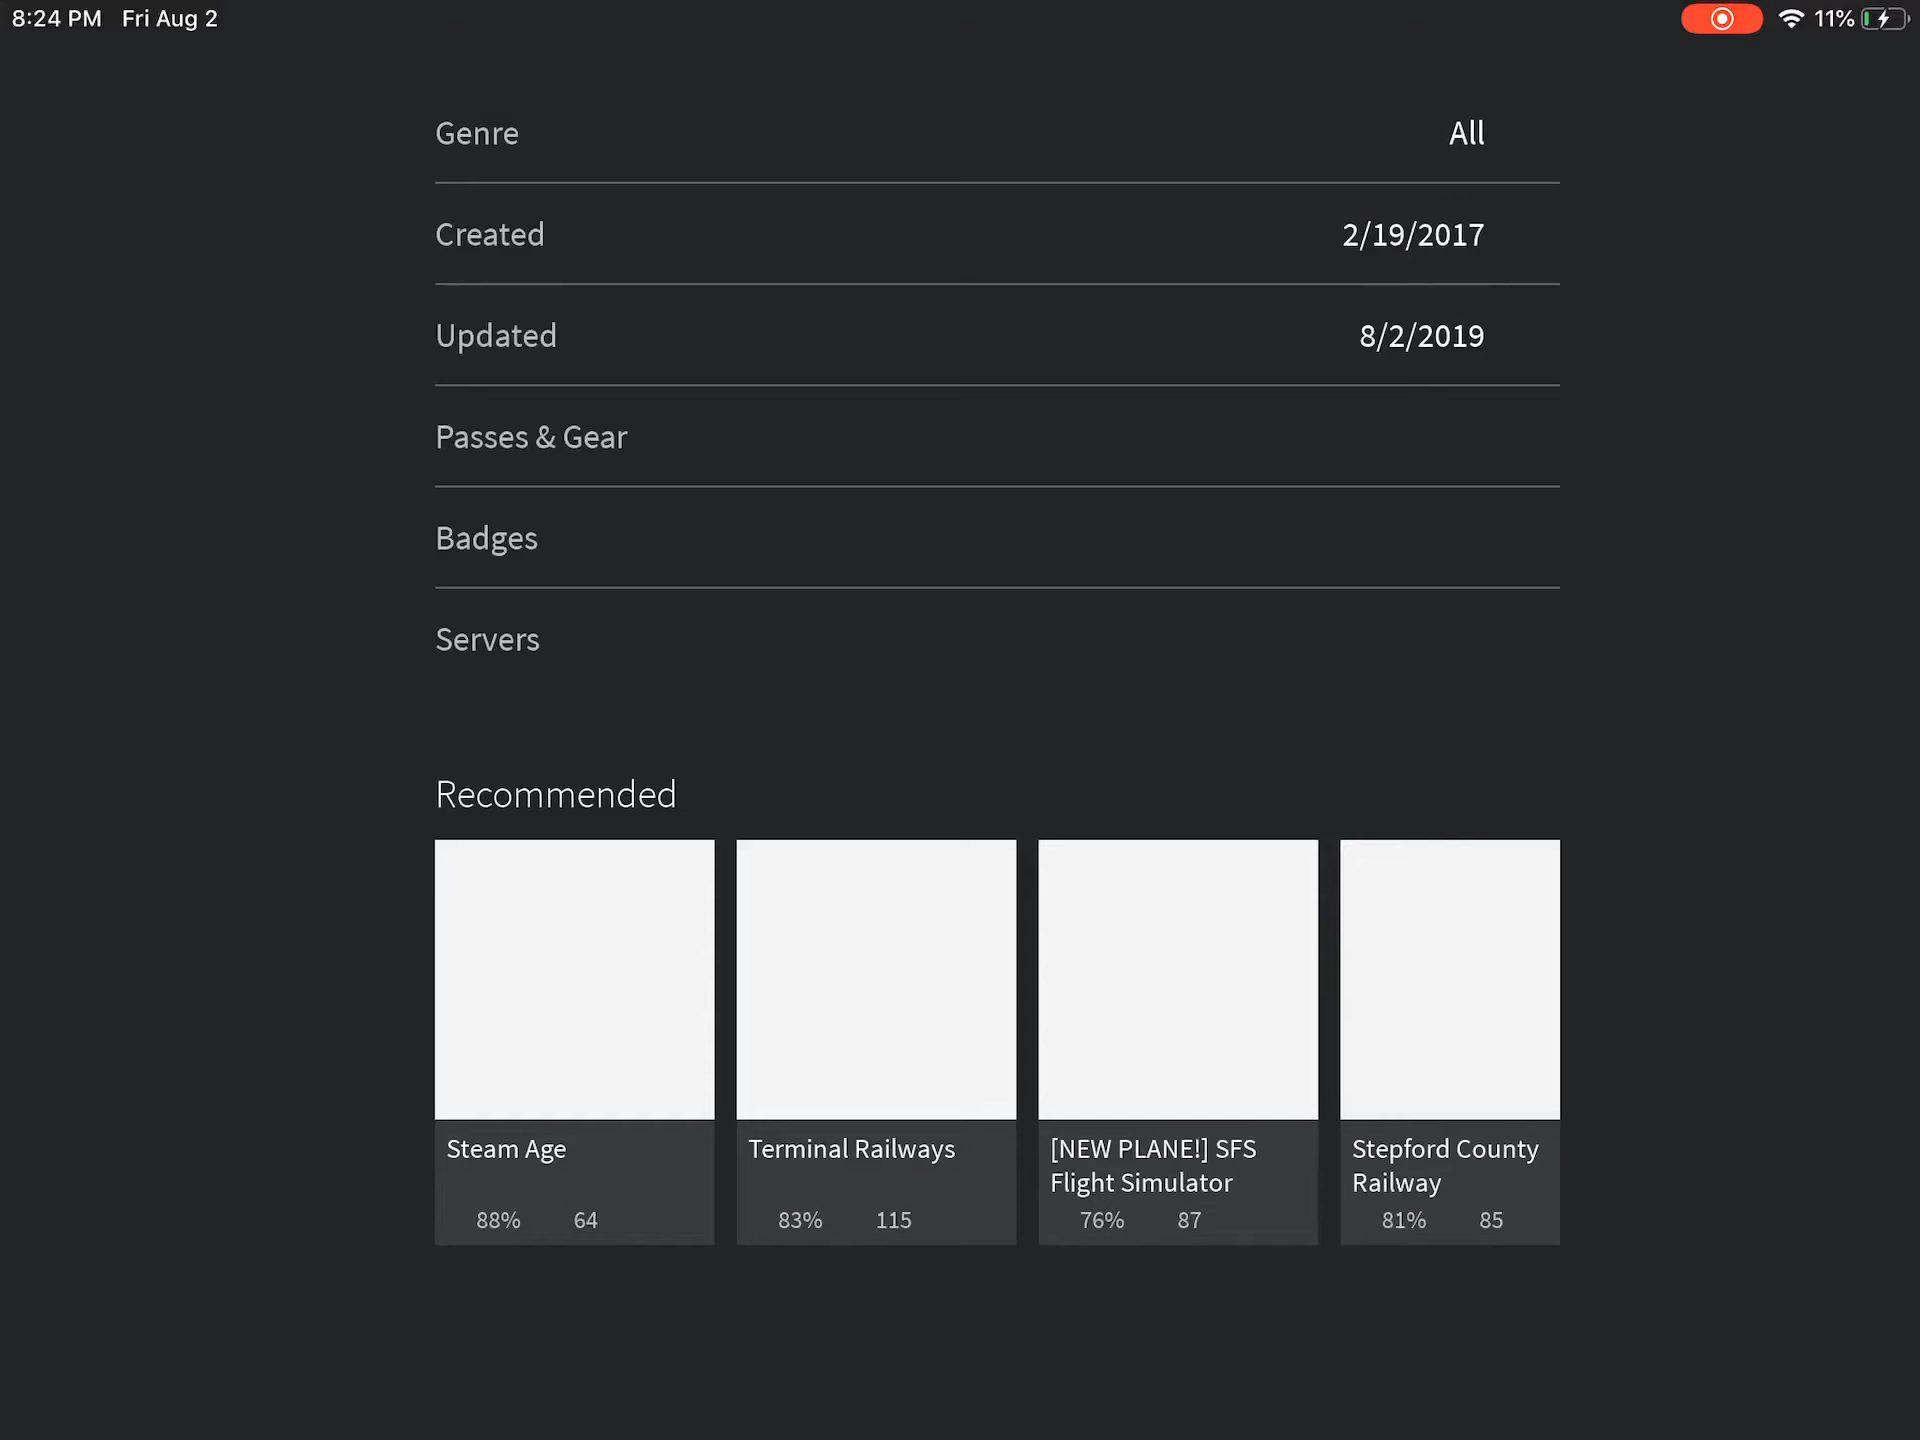 8:24 PM Fri Aug 2
11%
Genre All
Created 2/19/2017
Updated 8/2/2019
Passes & Gear
Badges
Servers
Recommended
Steam Age
88% 64
Terminal Railways
83% 115
[NEW PLANE!] SFS
Flight Simulator
76% 87
Stepford County
Railway
81% 85